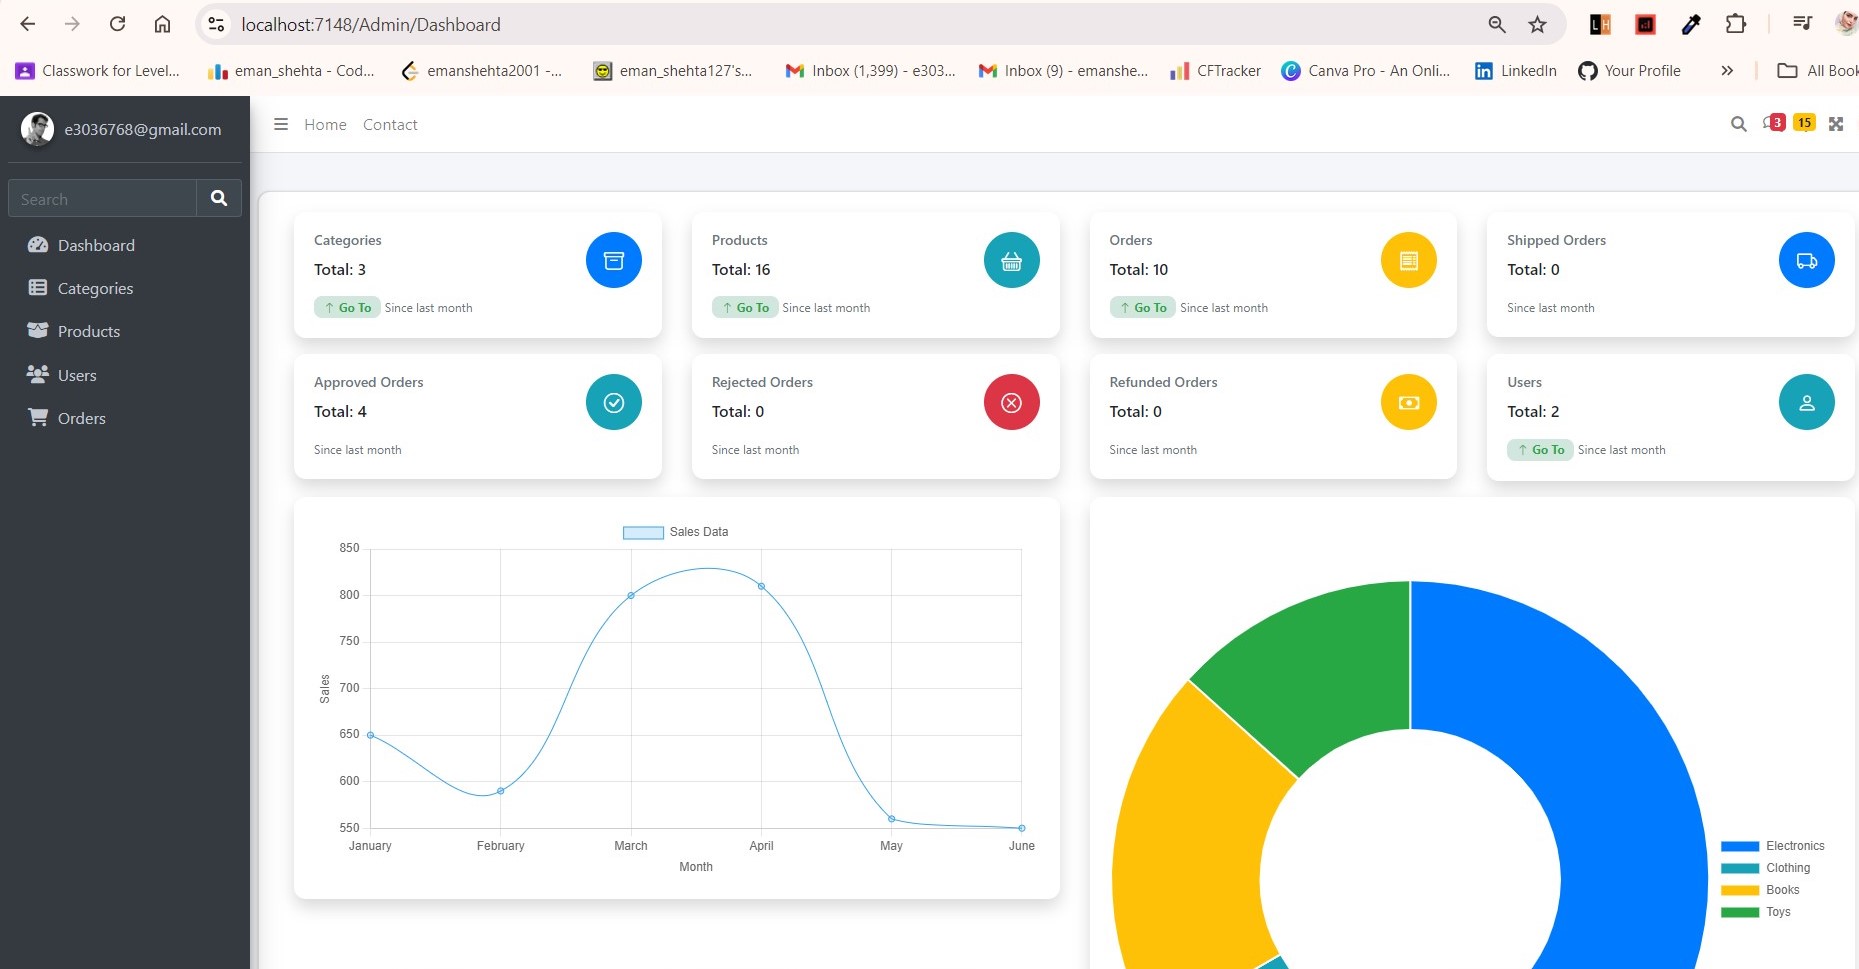 localhost:7148/Admin/Dashboard
LH
Classwork for Level...
eman_shehta - Cod...
emanshehta2001 -...
eman_shehta127's...
Inbox (1,399) - e303...
Inbox (9) - emanshe...
CFTracker
Canva Pro - An Onli...
LinkedIn
Your Profile
All Book
e3036768@gmail.com
Search
Dashboard
Categories
Products
Users
Orders
Home
Contact
3
15
Categories
Total: 3
↑ Go To Since last month
Products
Total: 16
↑ Go To Since last month
Orders
Total: 10
↑ Go To Since last month
Shipped Orders
Total: 0
Since last month
Approved Orders
Total: 4
Since last month
Rejected Orders
Total: 0
Since last month
Refunded Orders
Total: 0
Since last month
Users
Total: 2
↑ Go To Since last month
Sales Data
850
800
750
700
650
600
550
Sales
January
February
March
April
May
June
Month
Electronics
Clothing
Books
Toys